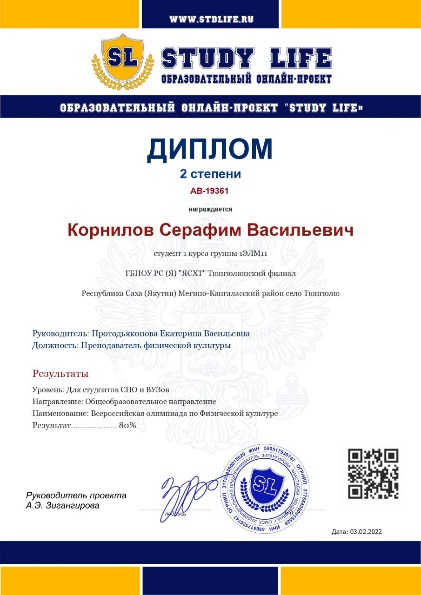 WWW.STDLIFE.RU
SL
STUDY LIFE
ОБРАЗОВАТЕЛЬНЫЙ ОНЛАЙН-ПРОЕКТ
ОБРАЗОВАТЕЛЬНЫЙ ОНЛАЙН-ПРОЕКТ "STUDY LIFE»
ДИПЛОМ
2 степени
АВ-19361
награждается
Корнилов Серафим Васильевич
студент 1 курса группы 1ЭЛМ11
ГБПОУ РС (Я) "ЯСХТ" Тюнгюлюнский филиал
Республика Саха (Якутия) Мегино-Кангаласский район село Тюнгюлю
Руководитель: Протодьяконова Екатерина Васильевна
Должность: Преподаватель физической культуры
Результаты
Уровень: Для студентов СПО и ВУЗов
Направление: Общеобразовательное направление
Наименование: Всероссийская олимпиада по Физической культуре
Результат...................... 80%
Руководитель проекта
А.Э. Зигангирова
SL
Дата: 03.02.2022